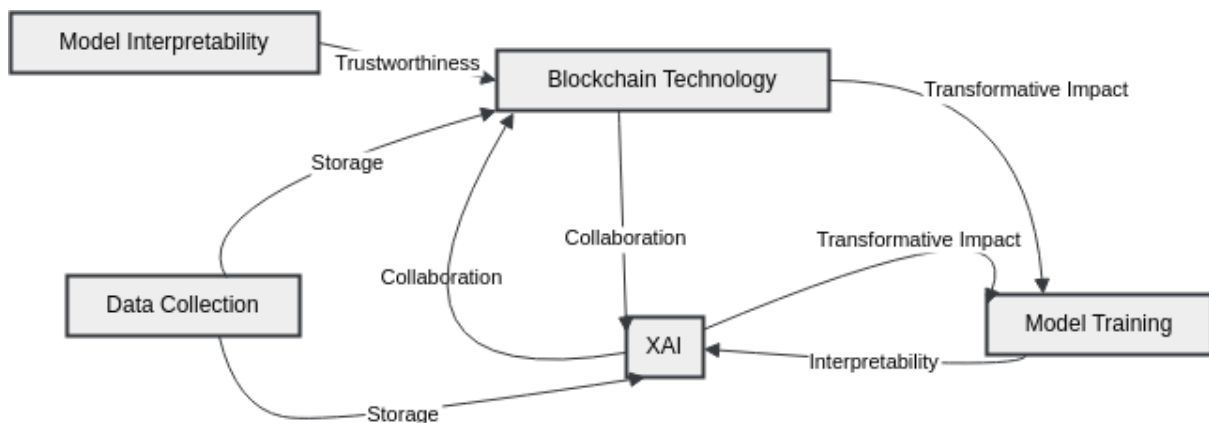 Model Interpretability
Trustworthiness
Blockchain Technology
Transformative Impact
Storage
Collaboration
Transformative Impact
Collaboration
Data Collection
Model Training
XAI
Interpretability
Storage